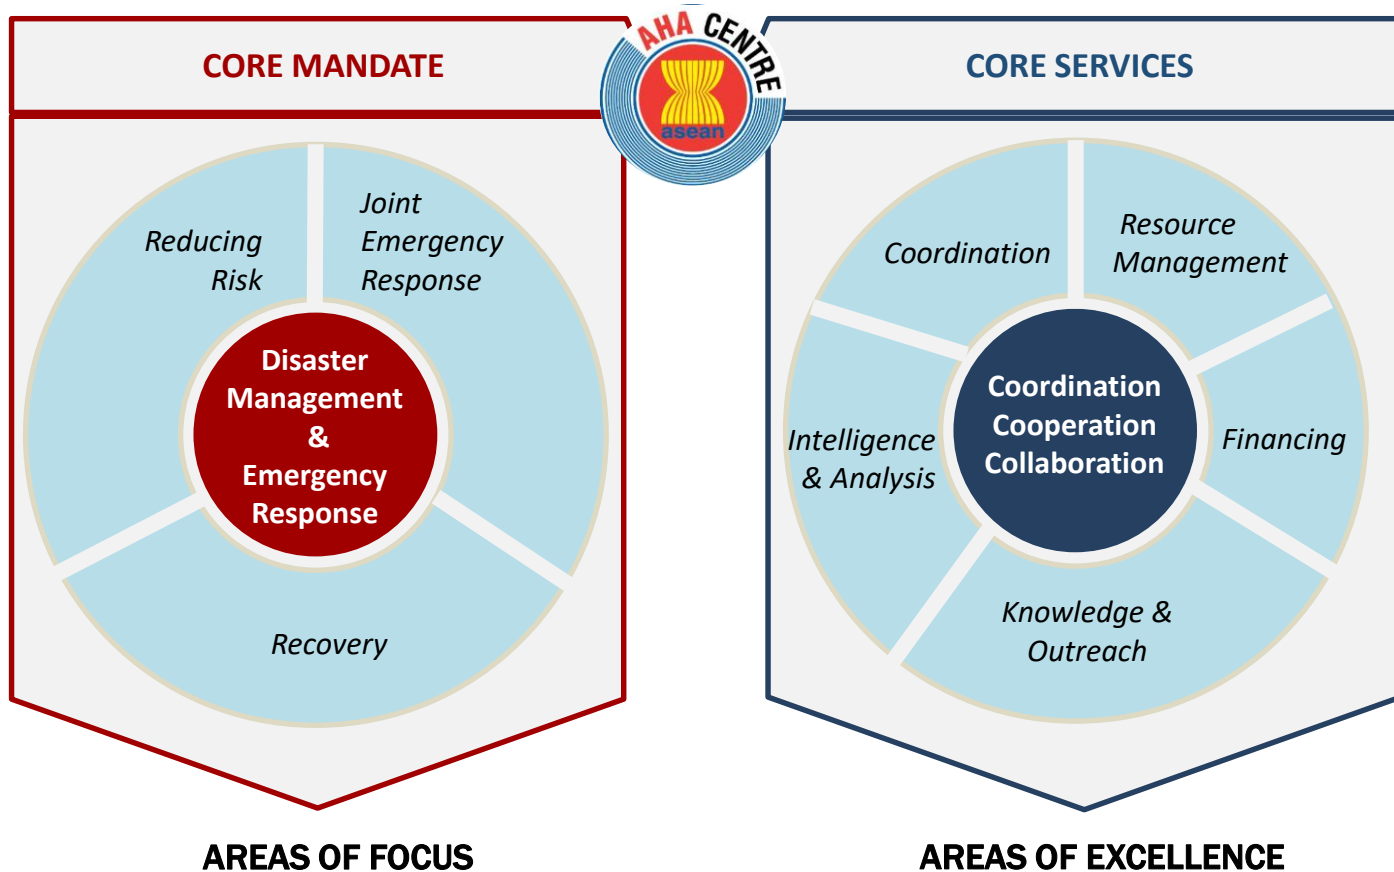 CORE MANDATE
AHA CENTRE
asean
CORE SERVICES
Reducing
Risk
Joint
Emergency
Response
Disaster
Management
&
Emergency
Response
Recovery
Coordination
Resource
Management
Intelligence
& Analysis
Coordination
Cooperation
Collaboration
Financing
Knowledge &
Outreach
AREAS OF FOCUS
AREAS OF EXCELLENCE